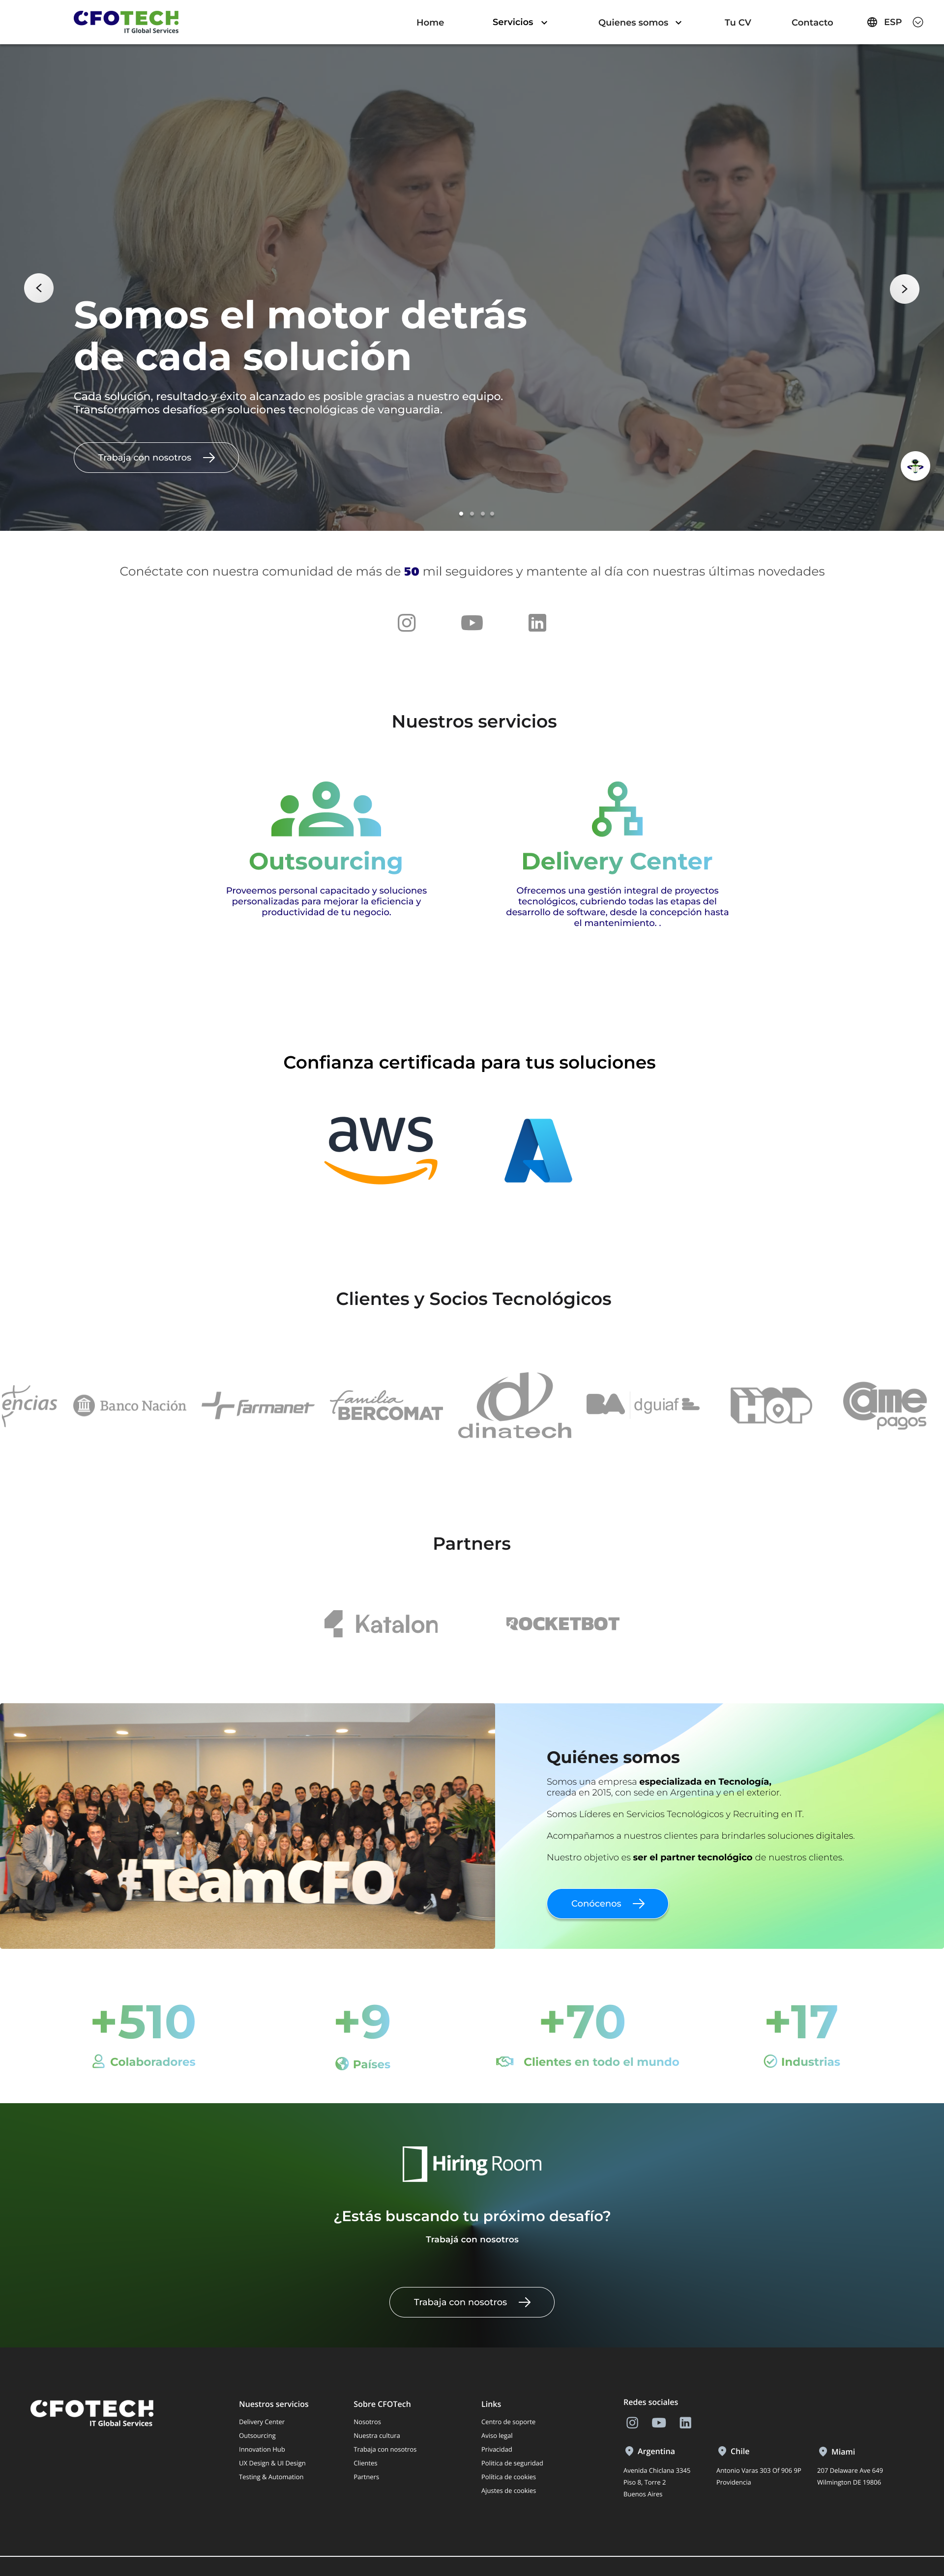 CFOTECH
IT Global Services
Home
Servicios
Quienes somos
Tu CV
Contacto
ESP
Somos el motor detrás
de cada solución
Cada solución, resultado y éxito alcanzado es posible gracias a nuestro equipo.
Transformamos desafíos en soluciones tecnológicas de vanguardia.
Trabaja con nosotros
Conéctate con nuestra comunidad de más de 50 mil seguidores y mantente al día con nuestras últimas novedades
Nuestros servicios
Outsourcing
Proveemos personal capacitado y soluciones
personalizadas para mejorar la eficiencia y
productividad de tu negocio.
Delivery Center
Ofrecemos una gestión integral de proyectos
tecnológicos, cubriendo todas las etapas del
desarrollo de software, desde la concepción hasta
el mantenimiento. .
Confianza certificada para tus soluciones
aws
Clientes y Socios Tecnológicos
encias
Banco Nación
farmanet
familia
BERCOMAT
dinatech
BA dguiaf
HOP
Came
pagos
Partners
Katalon
ROCKETBOT
#TeamCFO
Quiénes somos
Somos una empresa especializada en Tecnología,
creada en 2015, con sede en Argentina y en el exterior.
Somos Líderes en Servicios Tecnológicos y Recruiting en IT.
Acompañamos a nuestros clientes para brindarles soluciones digitales.
Nuestro objetivo es ser el partner tecnológico de nuestros clientes.
Conócenos
+510
Colaboradores
+9
Países
+70
Clientes en todo el mundo
+17
Industrias
Hiring Room
¿Estás buscando tu próximo desafío?
Trabajá con nosotros
Trabaja con nosotros
CFOTECH
IT Global Services
Nuestros servicios
Delivery Center
Outsourcing
Innovation Hub
UX Design & UI Design
Testing & Automation
Sobre CFOTech
Nosotros
Nuestra cultura
Trabaja con nosotros
Clientes
Partners
Links
Centro de soporte
Aviso legal
Privacidad
Politica de seguridad
Política de cookies
Ajustes de cookies
Redes sociales
Argentina
Avenida Chiclana 3345
Piso 8, Torre 2
Buenos Aires
Chile
Antonio Varas 303 Of 906 9P
Providencia
Miami
207 Delaware Ave 649
Wilmington DE 19806